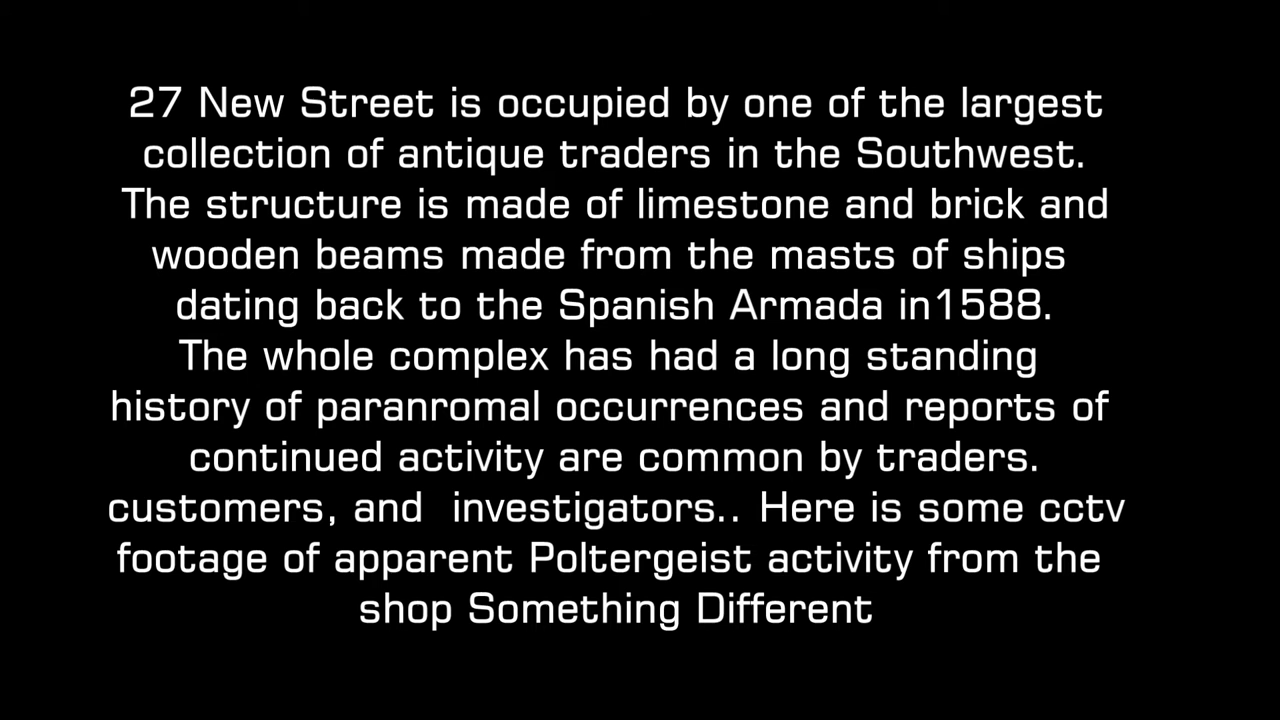 27 New Street is occupied by one of the largest
collection of antique traders in the Southwest.
The structure is made of limestone and brick and
wooden beams made from the masts of ships
dating back to the Spanish Armada in1588.
The whole complex has had a long standing
history of paranromal occurrences and reports of
continued activity are common by traders.
customers, and  investigators.. Here is some cctv
footage of apparent Poltergeist activity from the
shop Something Different